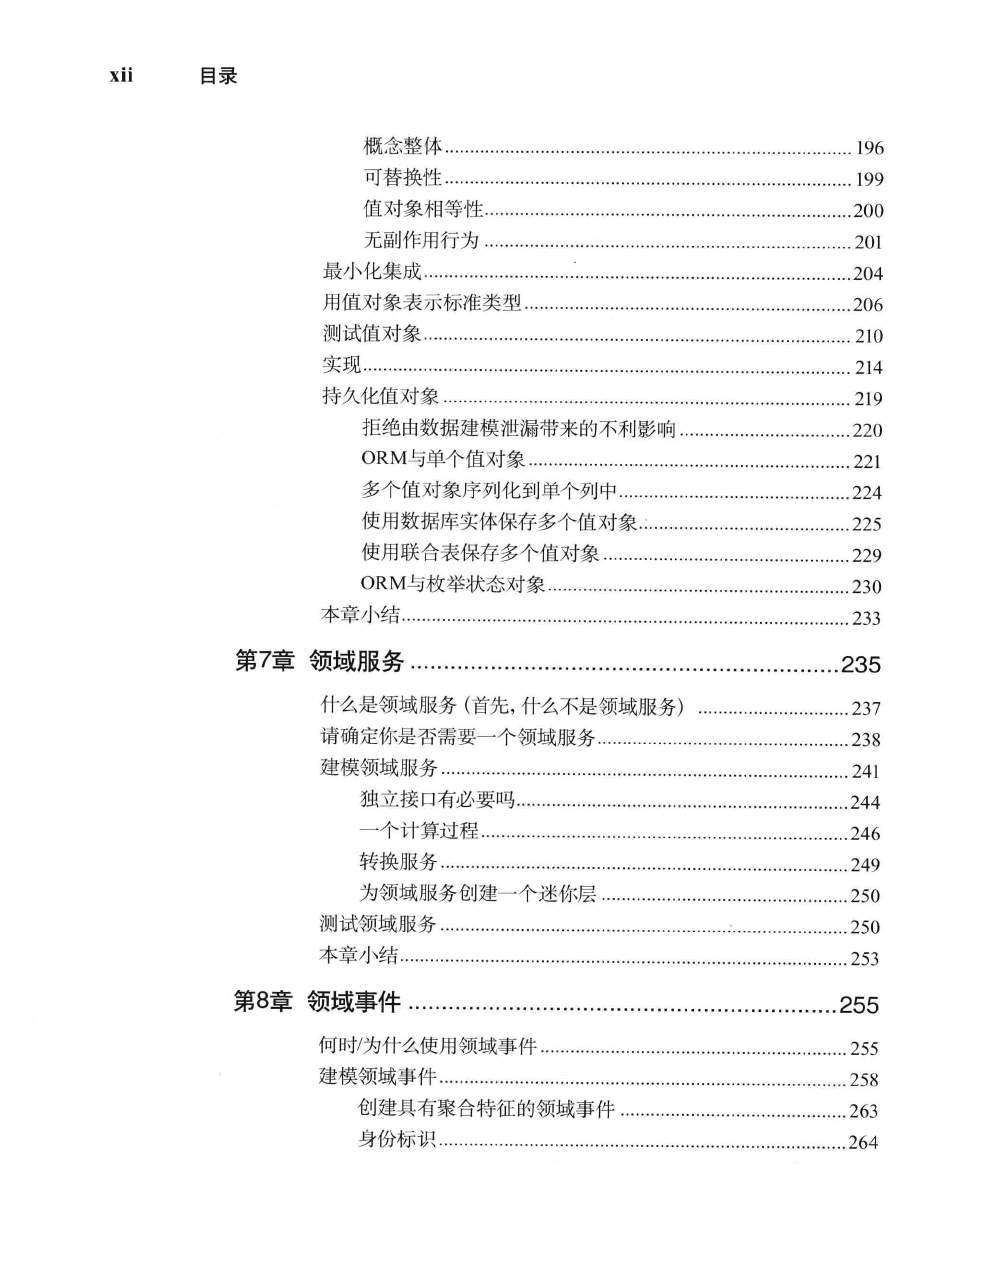 xii 目录
概念整体 196
可替换性 199
值对象相等性 200
无副作用行为 201
最小化集成 204
用值对象表示标准类型 206
测试值对象 210
实现 214
持久化值对象 219
拒绝由数据建模泄漏带来的不利影响 220
ORM与单个值对象 221
多个值对象序列化到单个列中 224
使用数据库实体保存多个值对象 225
使用联合表保存多个值对象 229
ORM与枚举状态对象 230
本章小结 233
第7章 领域服务 235
什么是领域服务（首先，什么不是领域服务） 237
请确定你是否需要一个领域服务 238
建模领域服务 241
独立接口有必要吗 244
一个计算过程 246
转换服务 249
为领域服务创建一个迷你层 250
测试领域服务 250
本章小结 253
第8章 领域事件 255
何时/为什么使用领域事件 255
建模领域事件 258
创建具有聚合特征的领域事件 263
身份标识 264